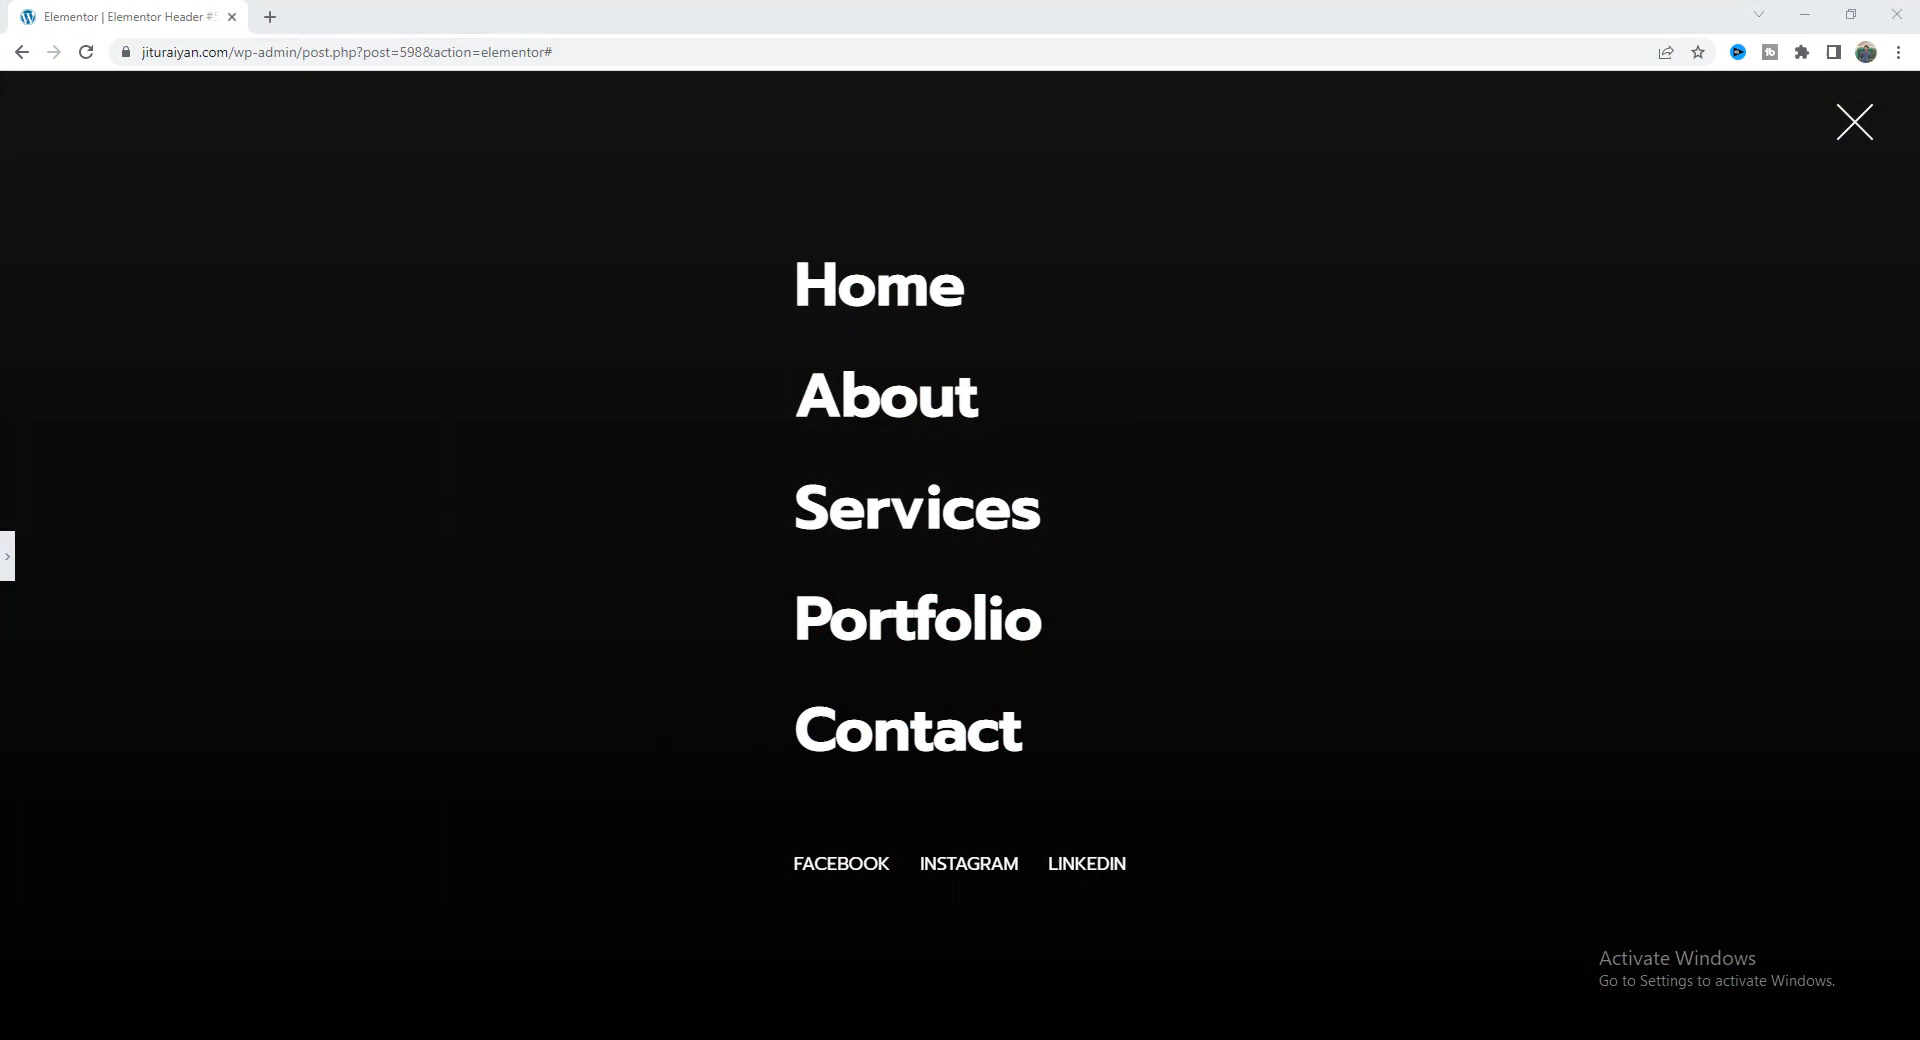 Elementor | Elementor Header #
jituraiyan.com/wp-admin/post.php?post=598&action=elementor#
Home
About
Services
Portfolio
Contact
FACEBOOK INSTAGRAM LINKEDIN
Activate Windows
Go to Settings to activate Windows.